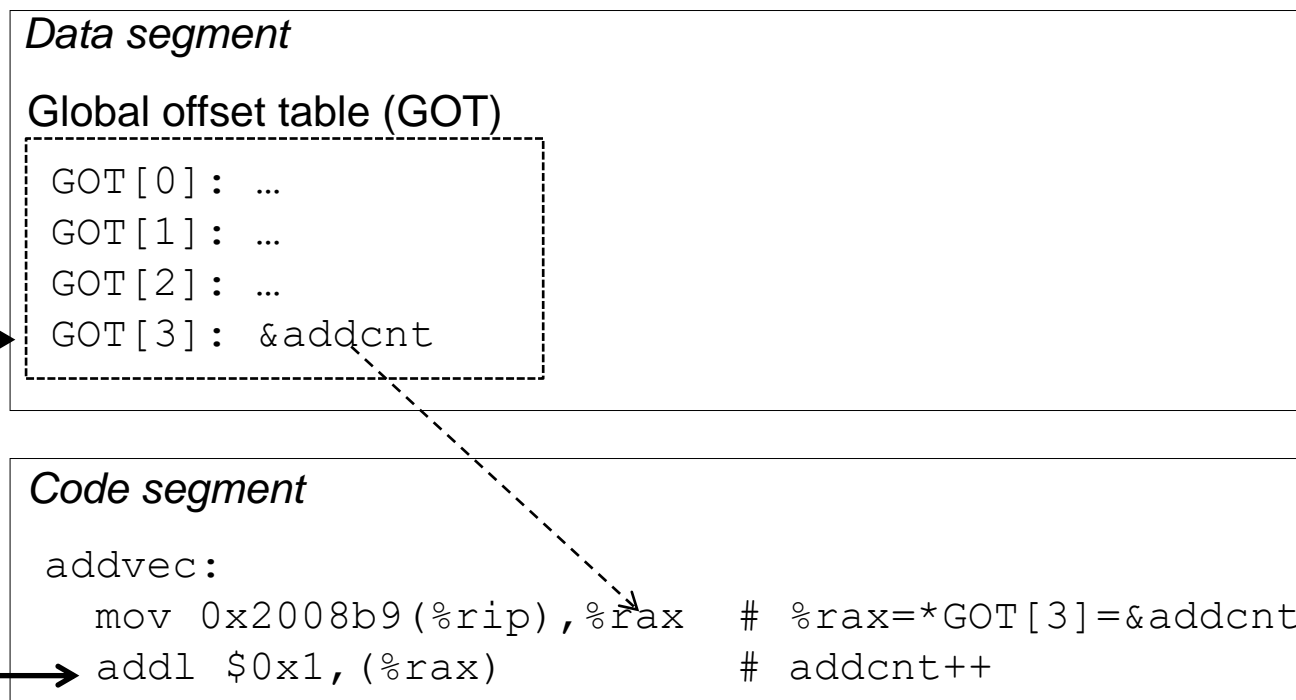 Data segment
Global offset table (GOT)
GOT[0]: …
GOT[1]: …
GOT[2]: …
GOT[3]: &addcnt
Code segment
addvec:
mov 0x2008b9(%rip),%rax # %rax=*GOT[3]=&addcnt
addl $0x1,(%rax) # addcnt++